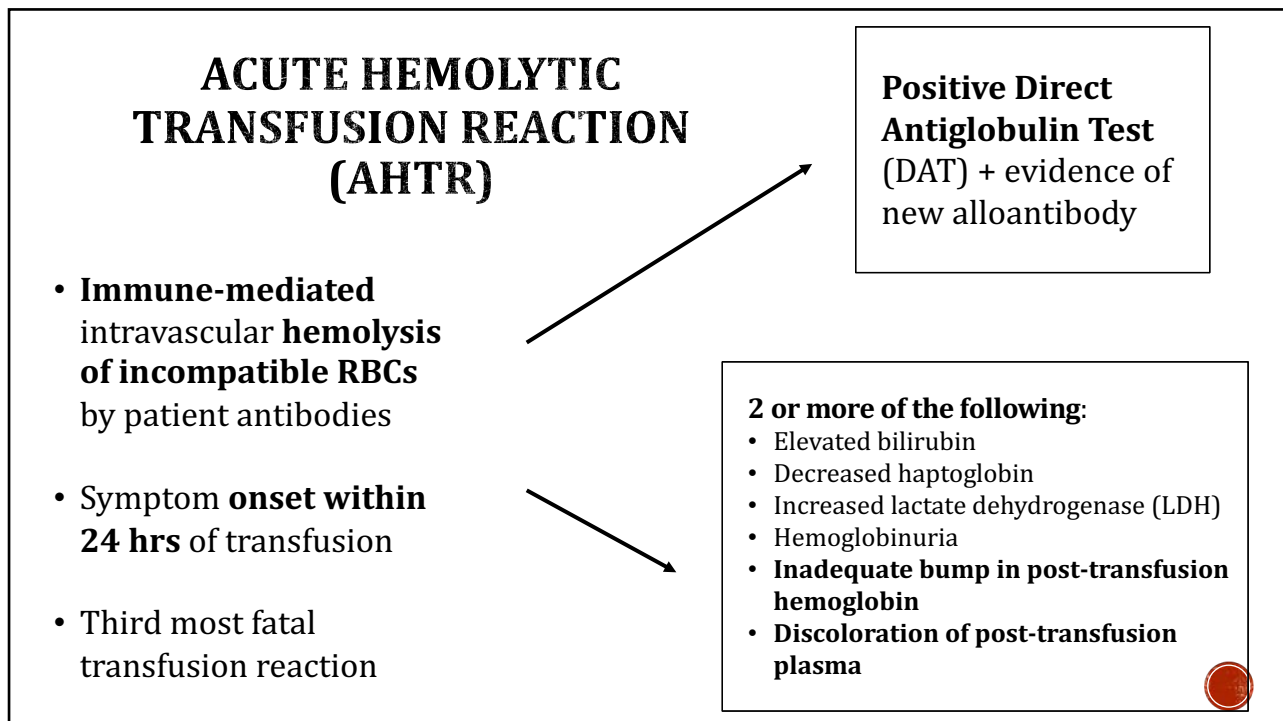 ACUTE HEMOLYTIC
TRANSFUSION REACTION
(AHTR)
• Immune-mediated
intravascular hemolysis
of incompatible RBCs
by patient antibodies
• Symptom onset within
24 hrs of transfusion
• Third most fatal
transfusion reaction
Positive Direct
Antiglobulin Test
(DAT) + evidence of
new alloantibody
2 or more of the following:
• Elevated bilirubin
• Decreased haptoglobin
• Increased lactate dehydrogenase (LDH)
• Hemoglobinuria
• Inadequate bump in post-transfusion
hemoglobin
• Discoloration of post-transfusion
plasma